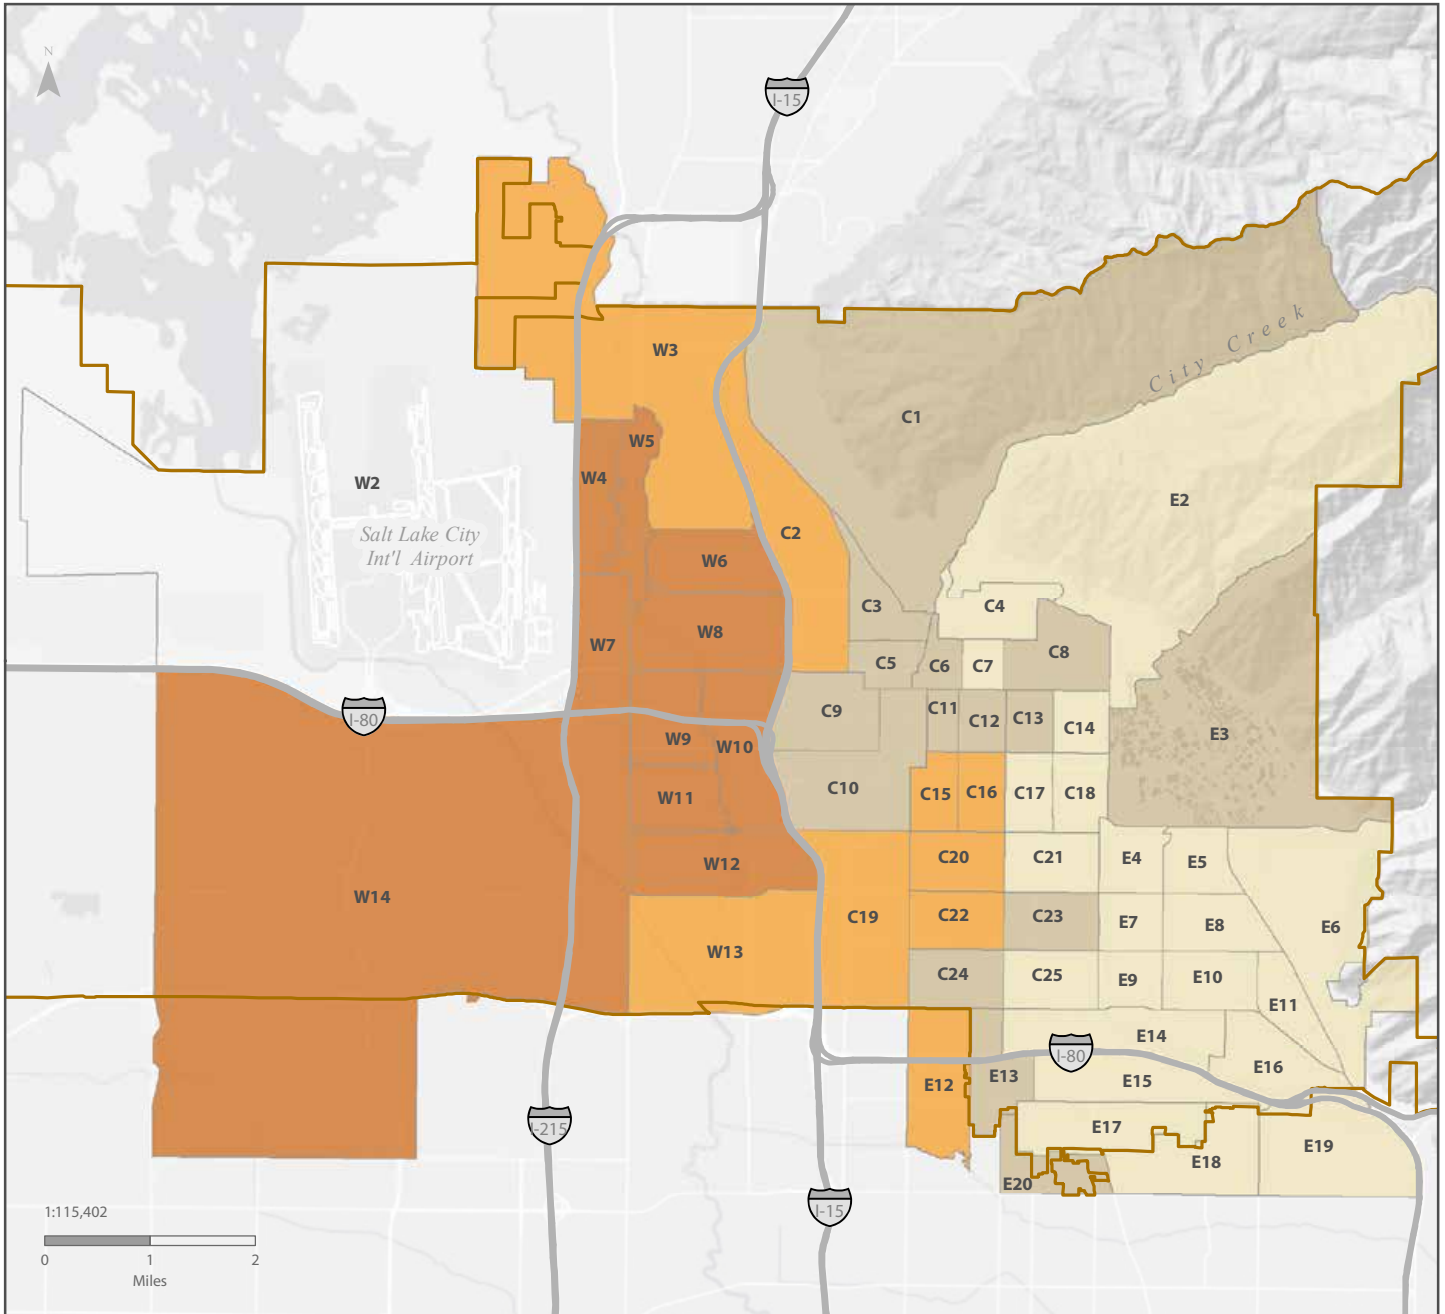 N
I-15
City Creek
W3
C1
W5
W4
W2
E2
C2
Salt Lake City
Int'l Airport
W6
C3
C4
W8
W7
C5
C6
C7
C8
I-80
C9
C11
C12
C13
C14
E3
W9
W10
C10
C15
C16
C17
C18
W11
W12
C20
C21
E4
E5
W14
C19
C22
C23
E7
E8
E6
W13
C24
C25
E9
E10
E11
E14
I-80
E12
E13
E15
E16
I-215
E17
E18
E19
E20
I-15
1:115,402
0 1 2
Miles